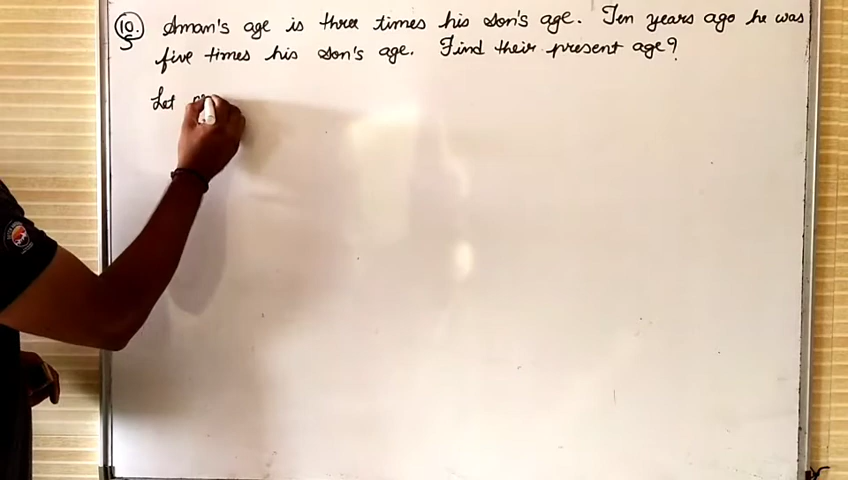 10. Aman's age is three times his son's age. Ten years ago he was
5 five times his son's age. Find their present age?
Let